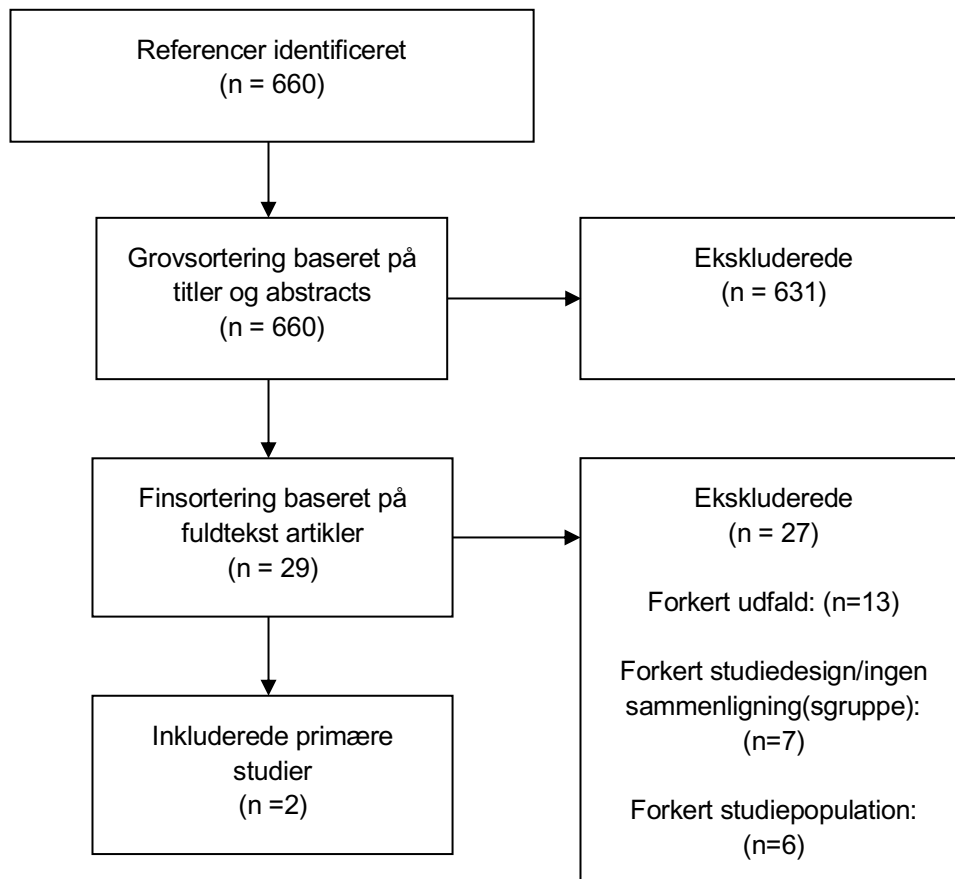 Referencer identificeret
(n = 660)
Grovsortering baseret på
titler og abstracts
(n = 660)
Ekskluderede
(n = 631)
Finsortering baseret på
fuldtekst artikler
(n = 29)
Ekskluderede
(n = 27)
Forkert udfald: (n=13)
Forkert studiedesign/ingen
sammenligning(sgruppe):
(n=7)
Forkert studiepopulation:
(n=6)
Inkluderede primære
studier
(n =2)